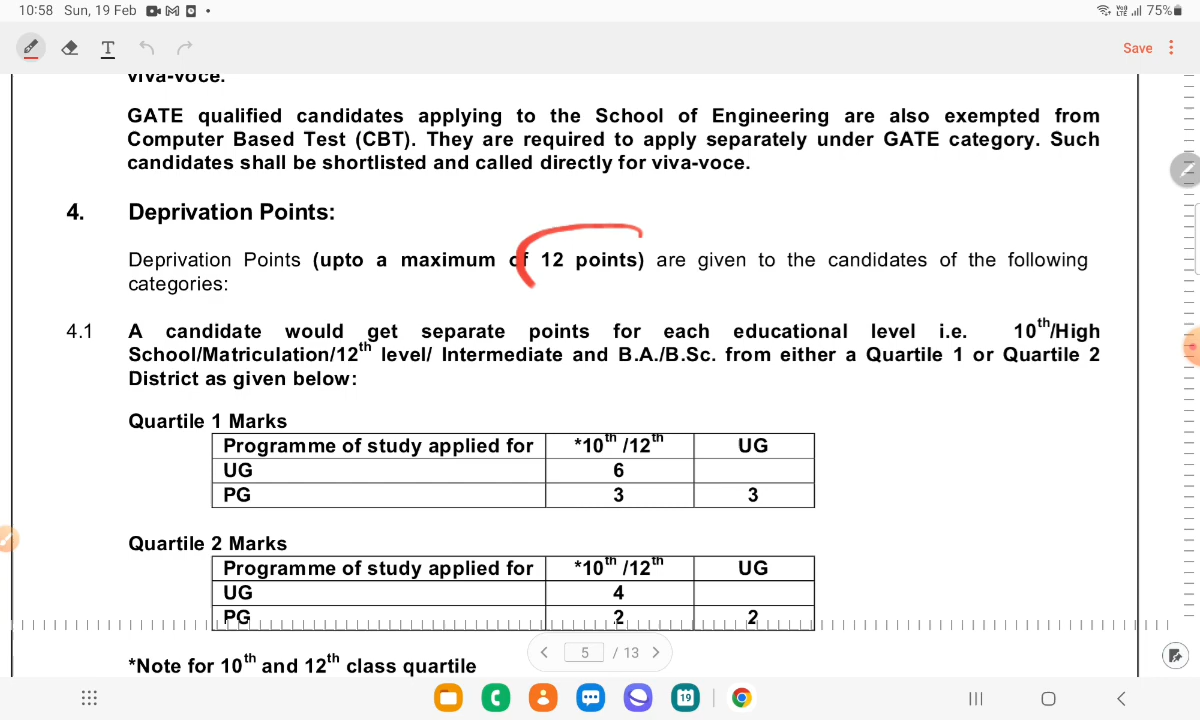 10:58 Sun, 19 Feb
Vo)) LTE 75%
T Save
viva-voce.
GATE qualified candidates applying to the School of Engineering are also exempted from
Computer Based Test (CBT). They are required to apply separately under GATE category. Such
candidates shall be shortlisted and called directly for viva-voce.
4. Deprivation Points:
Deprivation Points (upto a maximum of 12 points) are given to the candidates of the following
categories:
4.1 A candidate would get separate points for each educational level i.e. 10th/High
School/Matriculation/12th level/ Intermediate and B.A./B.Sc. from either a Quartile 1 or Quartile 2
District as given below:
Quartile 1 Marks
Programme of study applied for *10th /12th UG
UG 6
PG 3 3
Quartile 2 Marks
Programme of study applied for *10th /12th UG
UG 4
PG 2 2
*Note for 10th and 12th class quartile
5 / 13
19